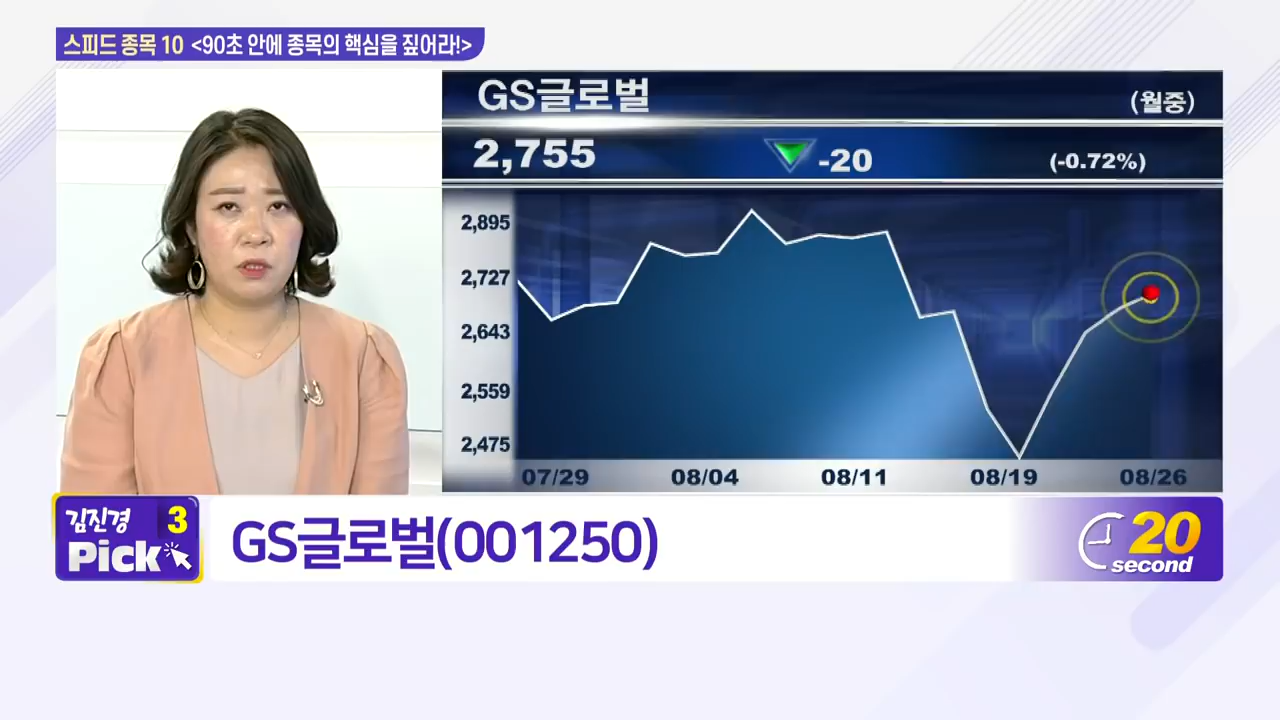 스피드 종목 10 <90초 안에 종목의 핵심을 짚어라!>
GS글로벌 (월중)
2,755 -20 (-0.72%)
2,895
2,727
2,643
2,559
2,475
07/29 08/04 08/11 08/19 08/26
김진경 3
Pick
GS글로벌(001250)
20
second